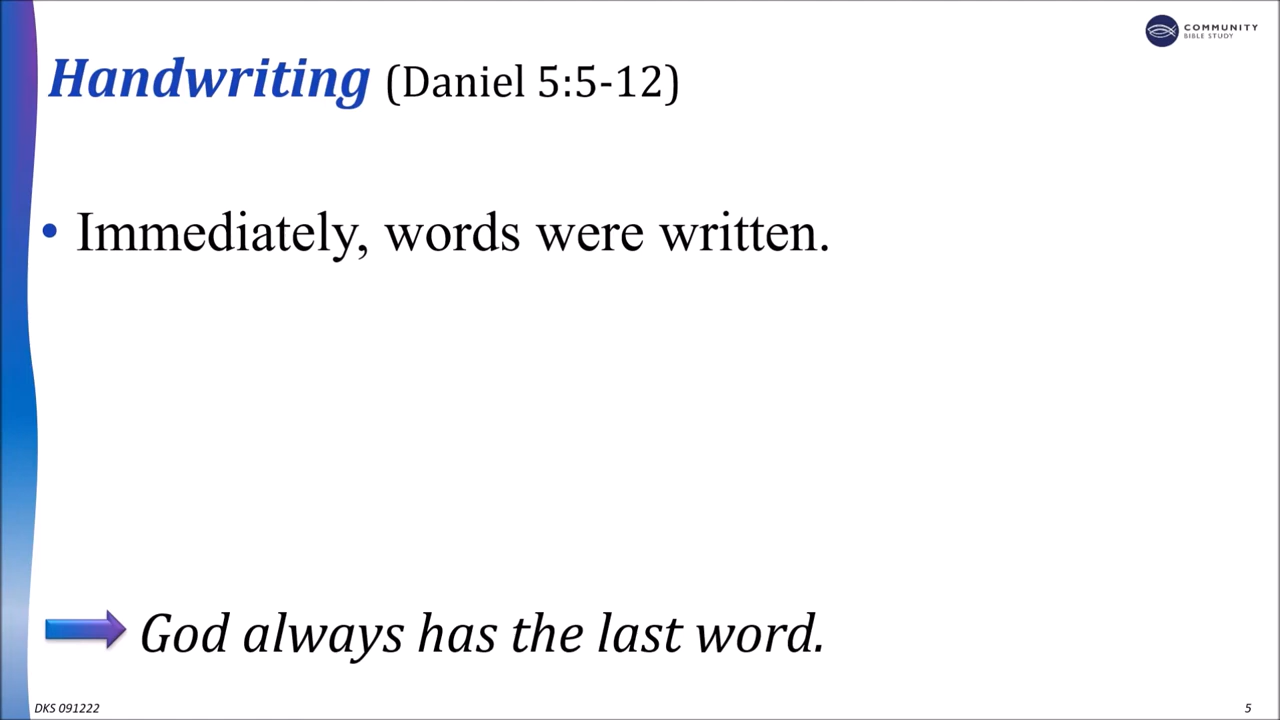 COMMUNITY
BIBLE STUDY
Handwriting (Daniel 5:5-12)
• Immediately, words were written.
God always has the last word.
DKS 091222
5